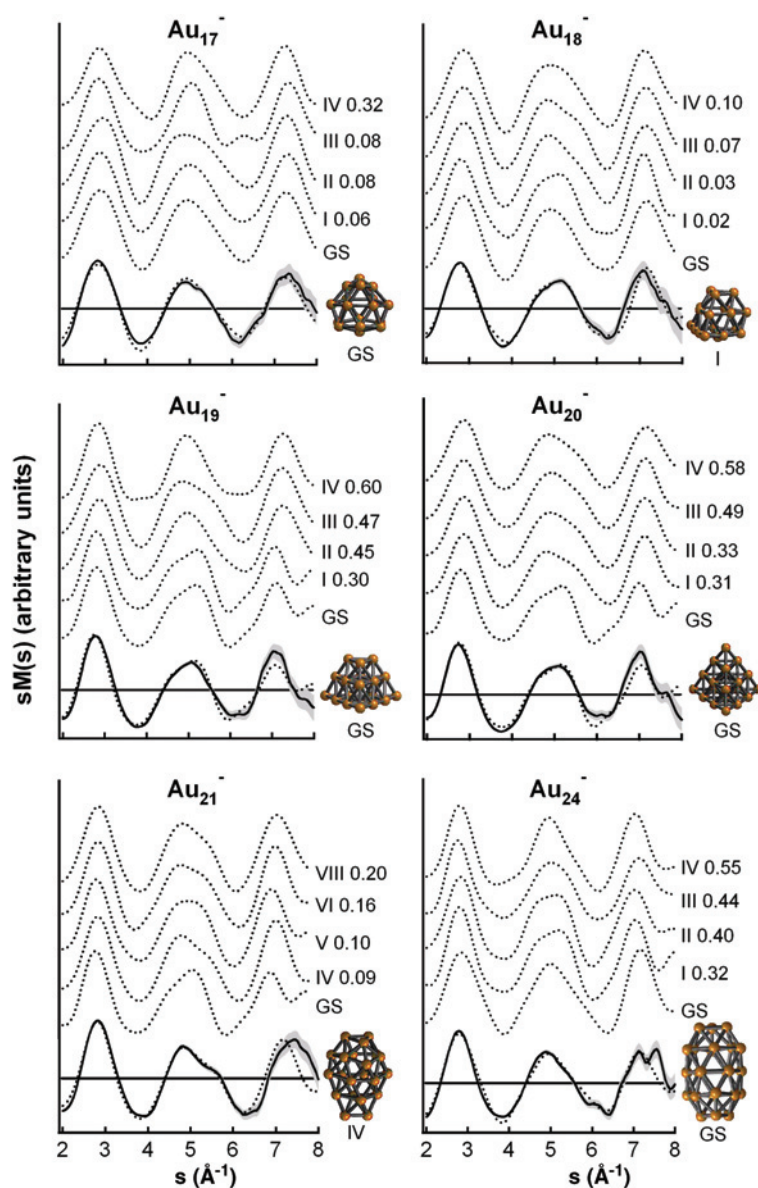 Au17-
IV 0.32
III 0.08
II 0.08
I 0.06
GS
GS
Au18-
IV 0.10
III 0.07
II 0.03
I 0.02
GS
I
Au19-
IV 0.60
III 0.47
II 0.45
I 0.30
GS
GS
Au20-
IV 0.58
III 0.49
II 0.33
I 0.31
GS
GS
sM(s) (arbitrary units)
Au21-
VIII 0.20
VI 0.16
V 0.10
IV 0.09
GS
IV
2 3 4 5 6 7 8
s (Å-1)
Au24-
IV 0.55
III 0.44
II 0.40
I 0.32
GS
GS
2 3 4 5 6 7 8
s (Å-1)